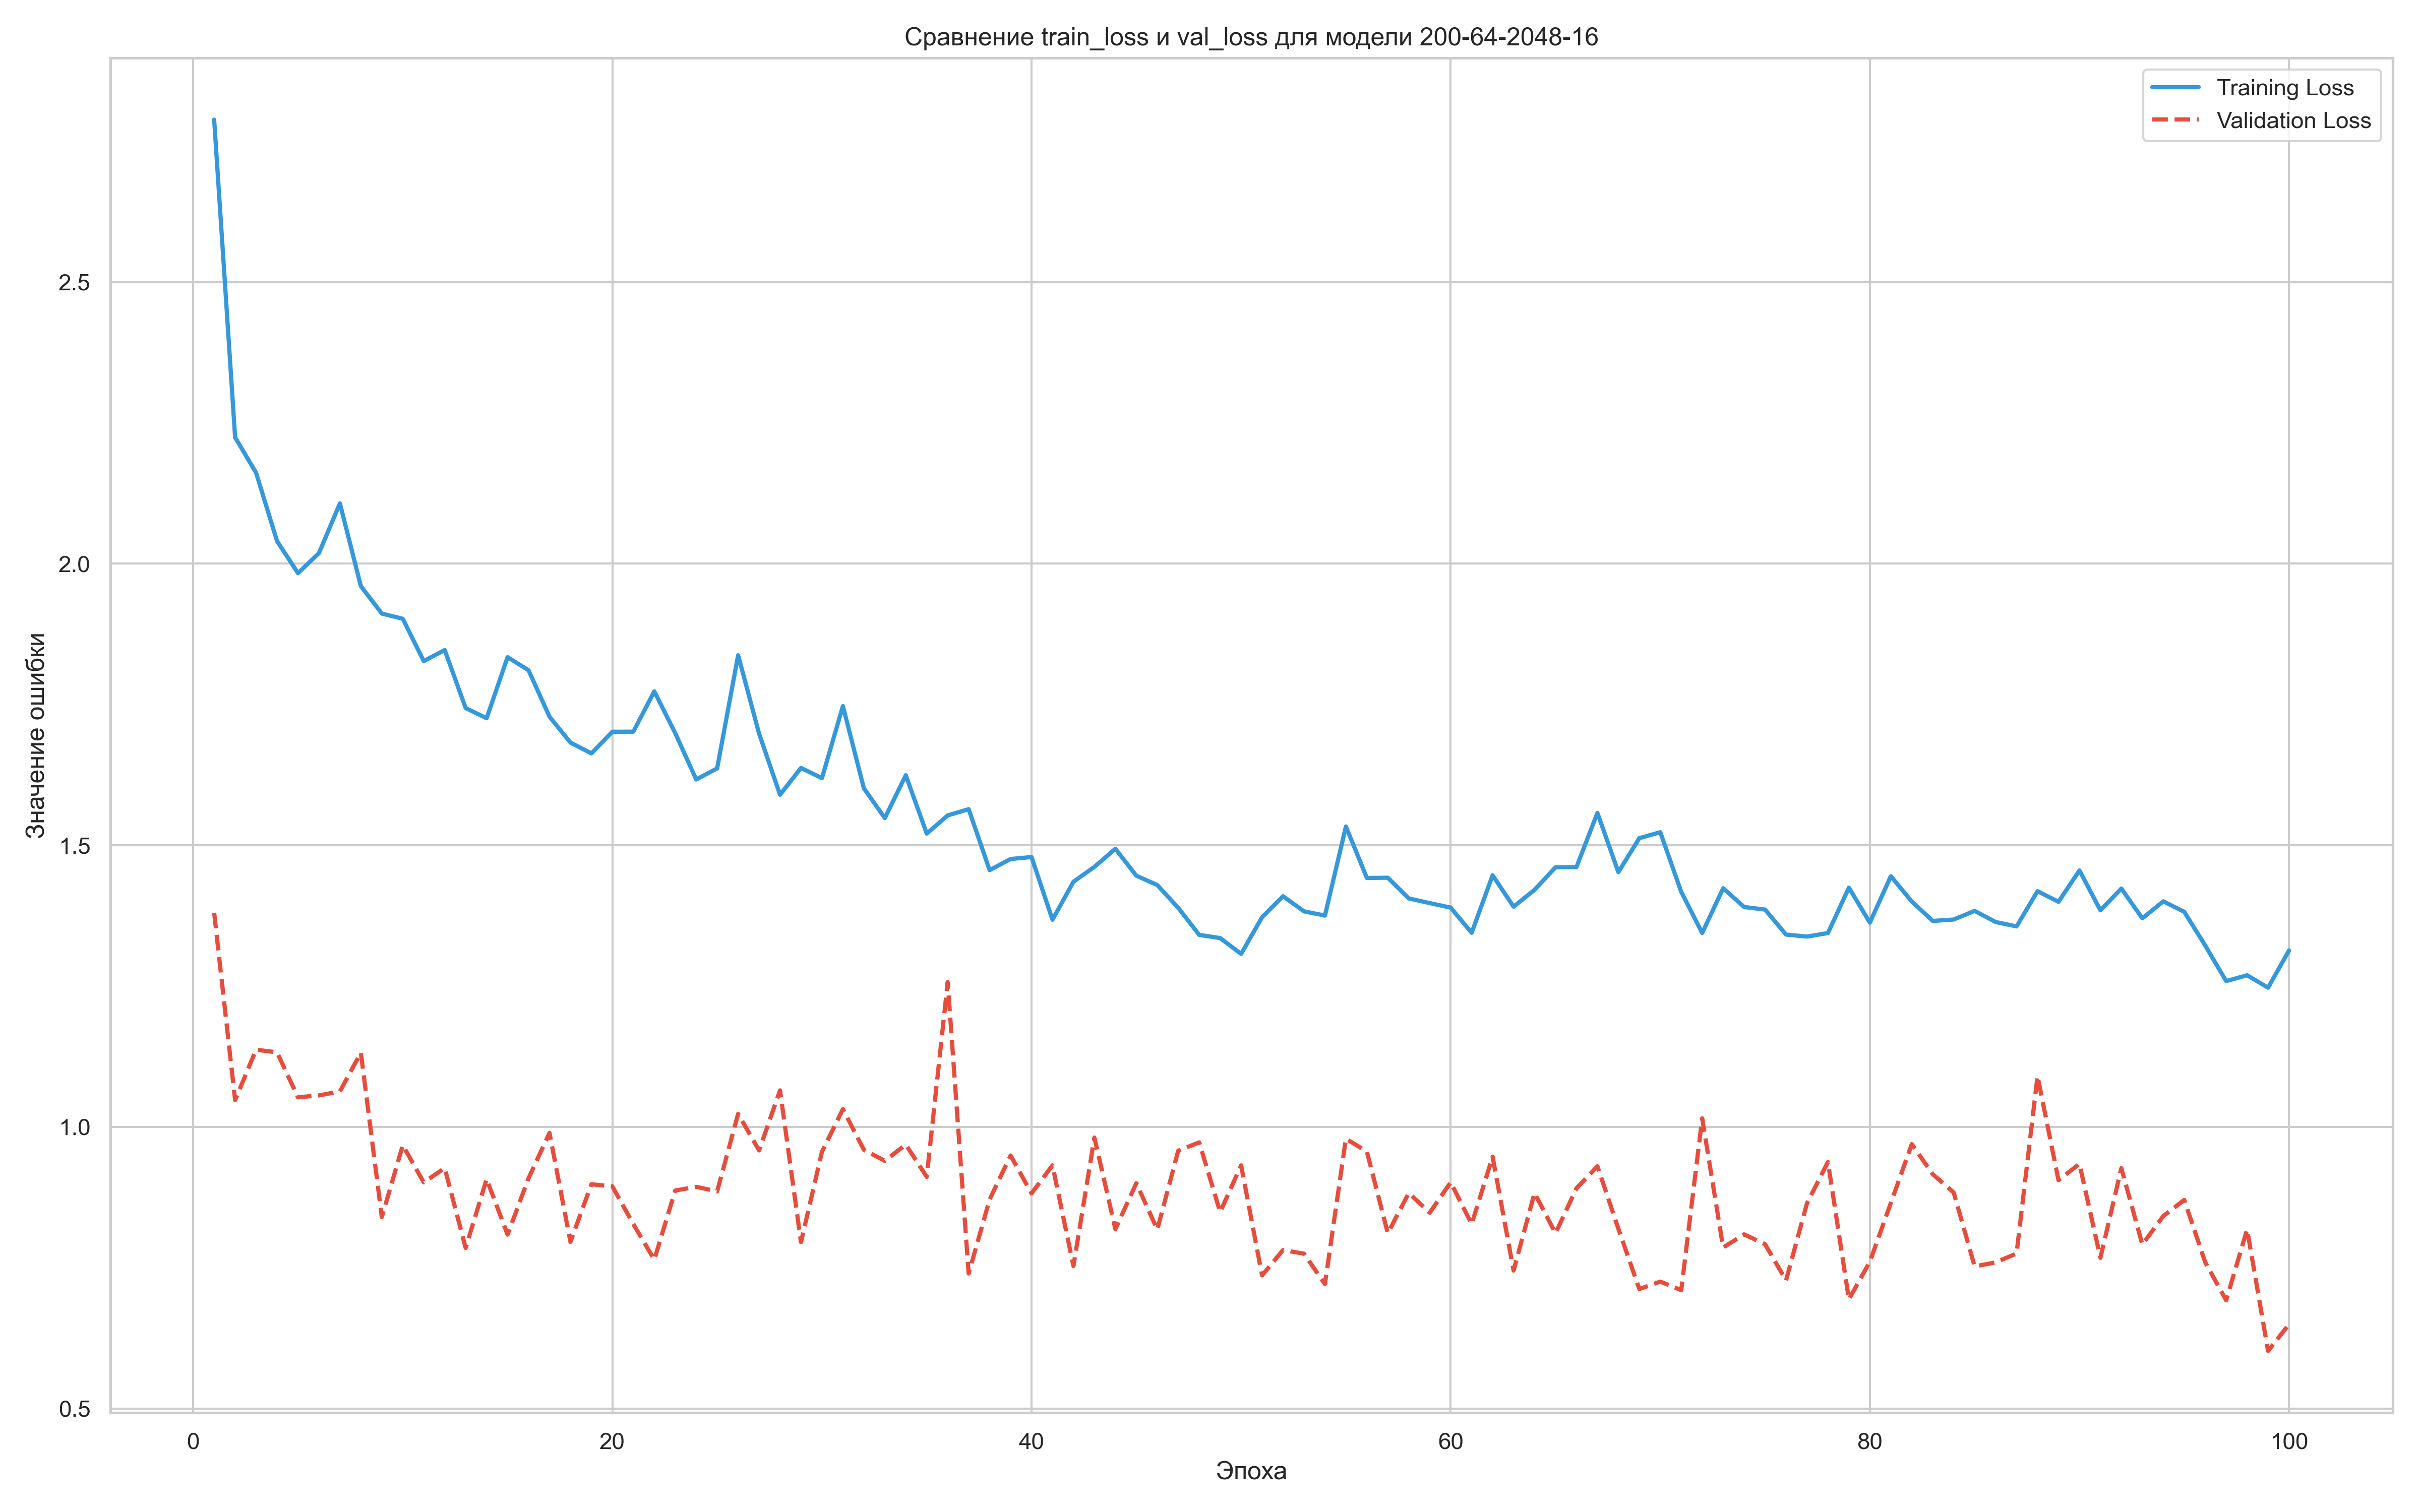 Сравнение train_loss и val_loss для модели 200-64-2048-16
Training Loss
Validation Loss
Значение ошибки
2.5
2.0
1.5
1.0
0.5
0
20
40
60
80
100
Эпоха